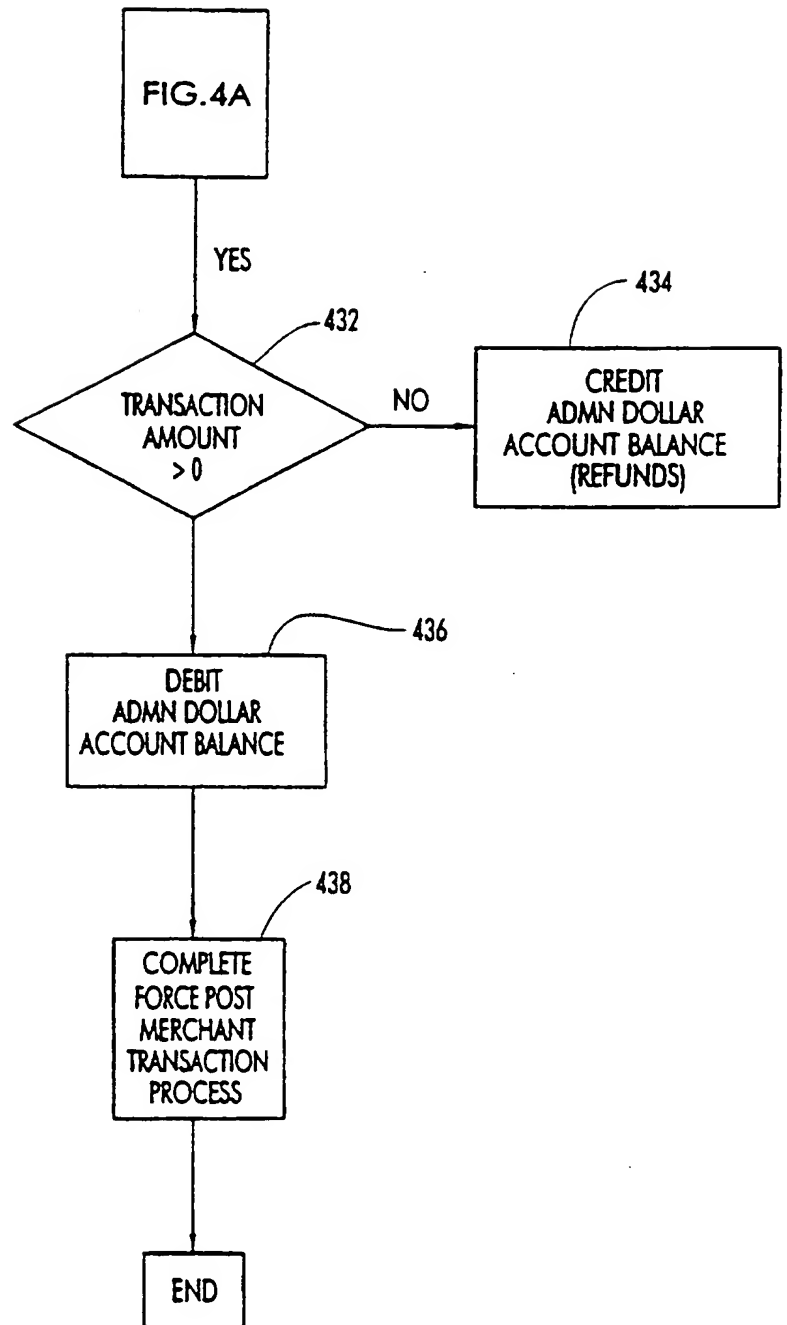 FIG.4A
YES
432
TRANSACTION
AMOUNT
> 0
NO
434
CREDIT
ADMN DOLLAR
ACCOUNT BALANCE
(REFUNDS)
436
DEBIT
ADMN DOLLAR
ACCOUNT BALANCE
438
COMPLETE
FORCE POST
MERCHANT
TRANSACTION
PROCESS
END